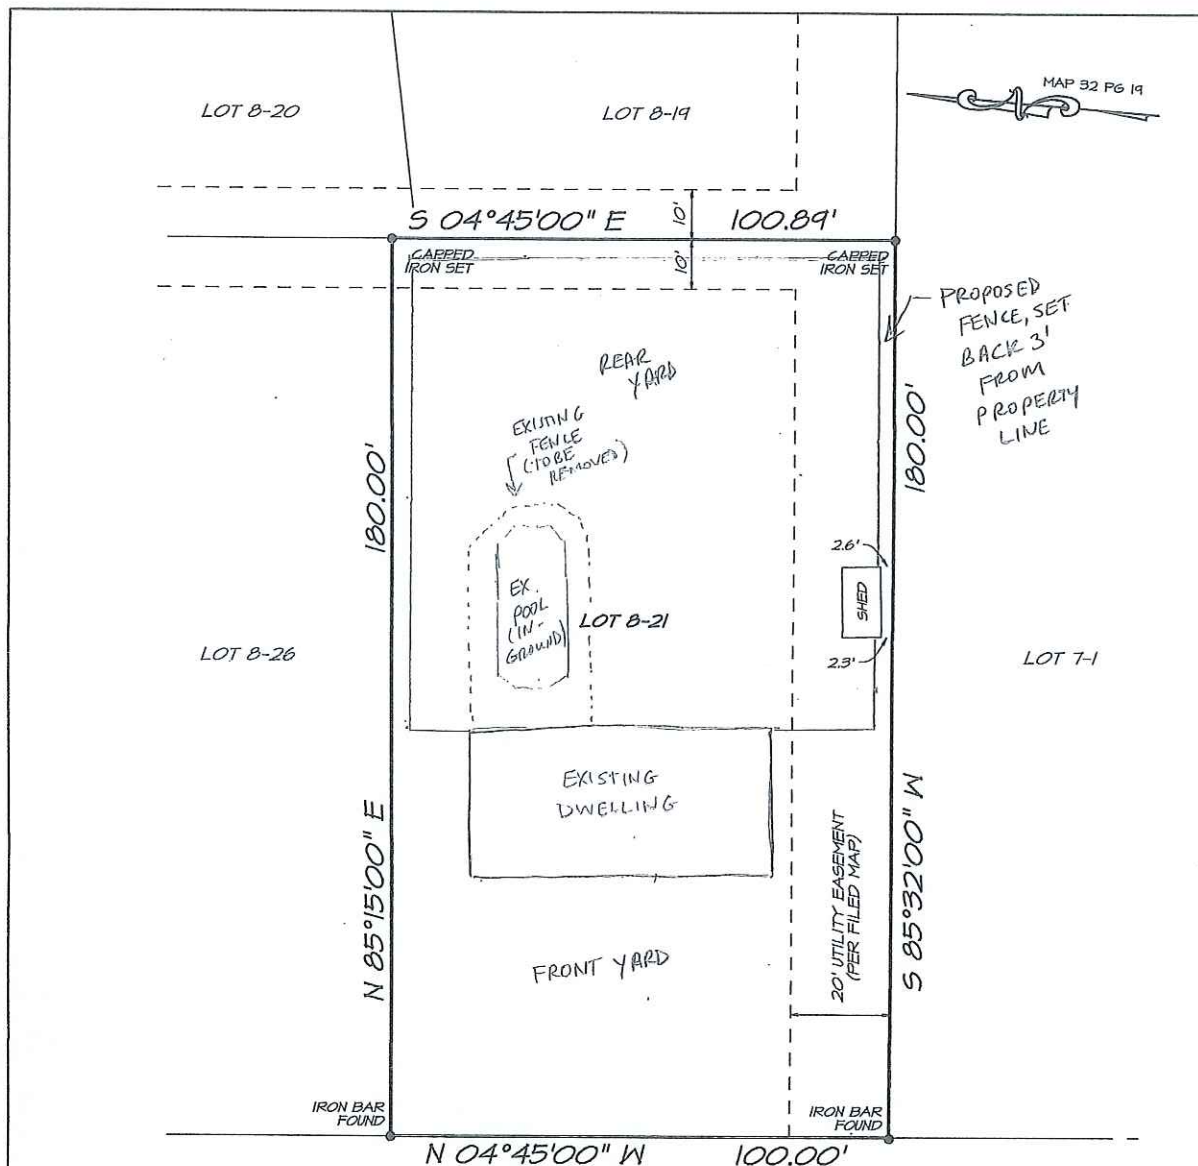 MAP 32 PG 19
LOT 8-20
LOT 8-19
S 04°45'00" E
10'
100.89'
10'
CAPPED
IRON SET
CAPPED
IRON SET
PROPOSED
FENCE, SET
BACK 3'
FROM
PROPERTY
LINE
REAR
YARD
EXISTING
FENCE
(TO BE
REMOVED)
180.00'
180.00'
2.6'
SHED
2.3'
EX.
POOL
(IN-
GROUND)
LOT 8-21
LOT 8-26
LOT 7-1
EXISTING
DWELLING
N 85°15'00" E
20' UTILITY EASEMENT
(PER FILED MAP)
S 85°32'00" W
FRONT YARD
IRON BAR
FOUND
IRON BAR
FOUND
N 04°45'00" W
100.00'